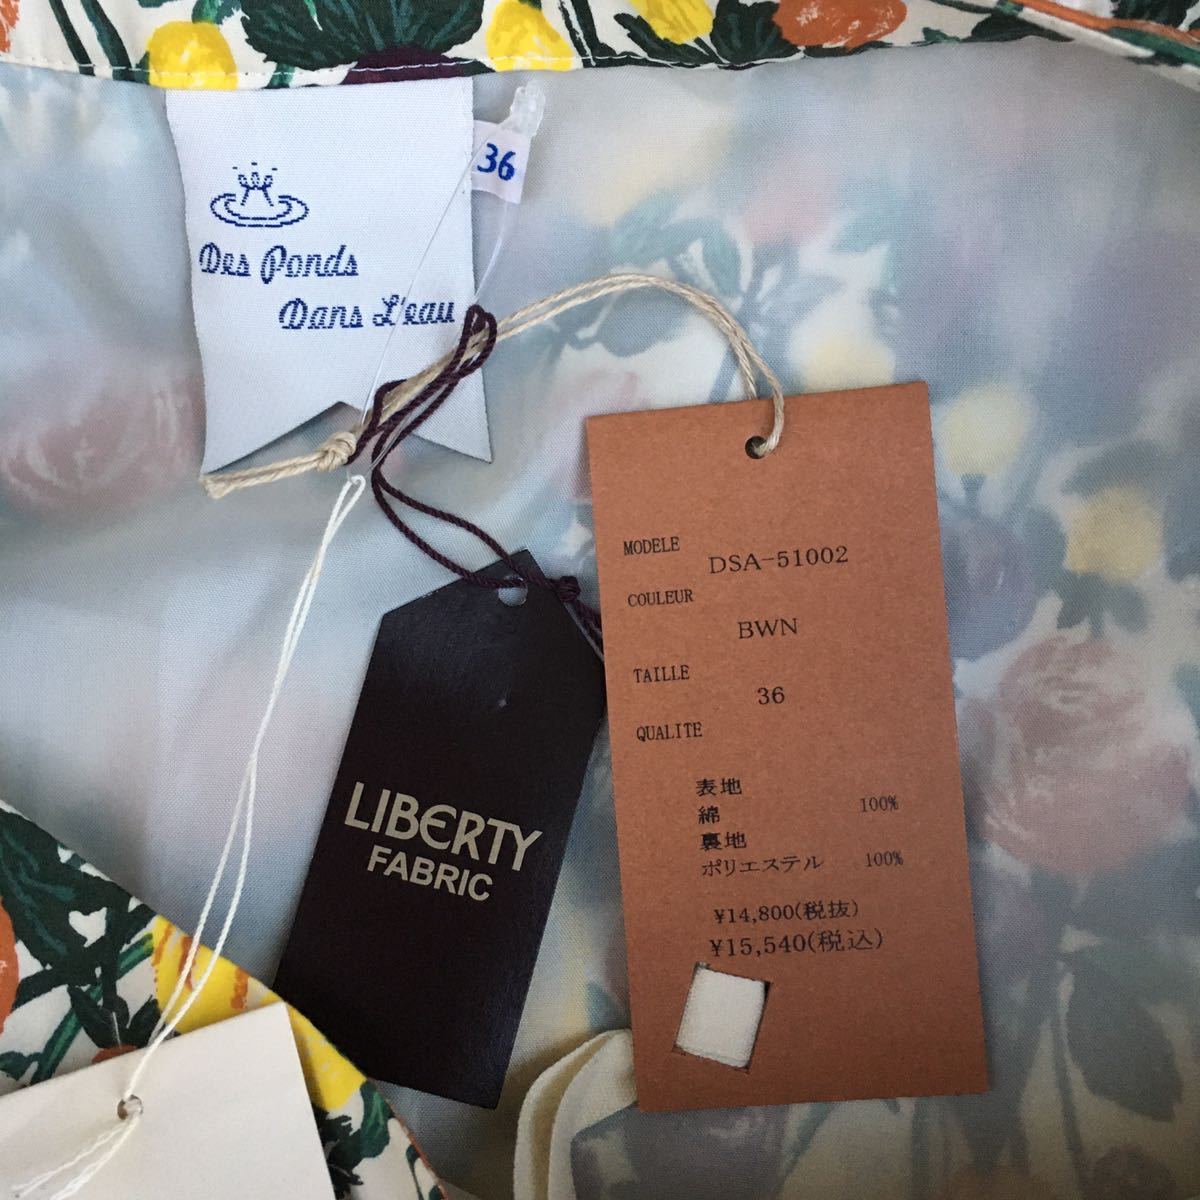 Des Ponds
Dans L'eau
36
LIBERTY
FABRIC
MODELE
DSA-51002
COULEUR
BWN
TAILLE
36
QUALITE
表地
綿 100%
裏地
ポリエステル 100%
¥14,800(税抜)
¥15,540(税込)